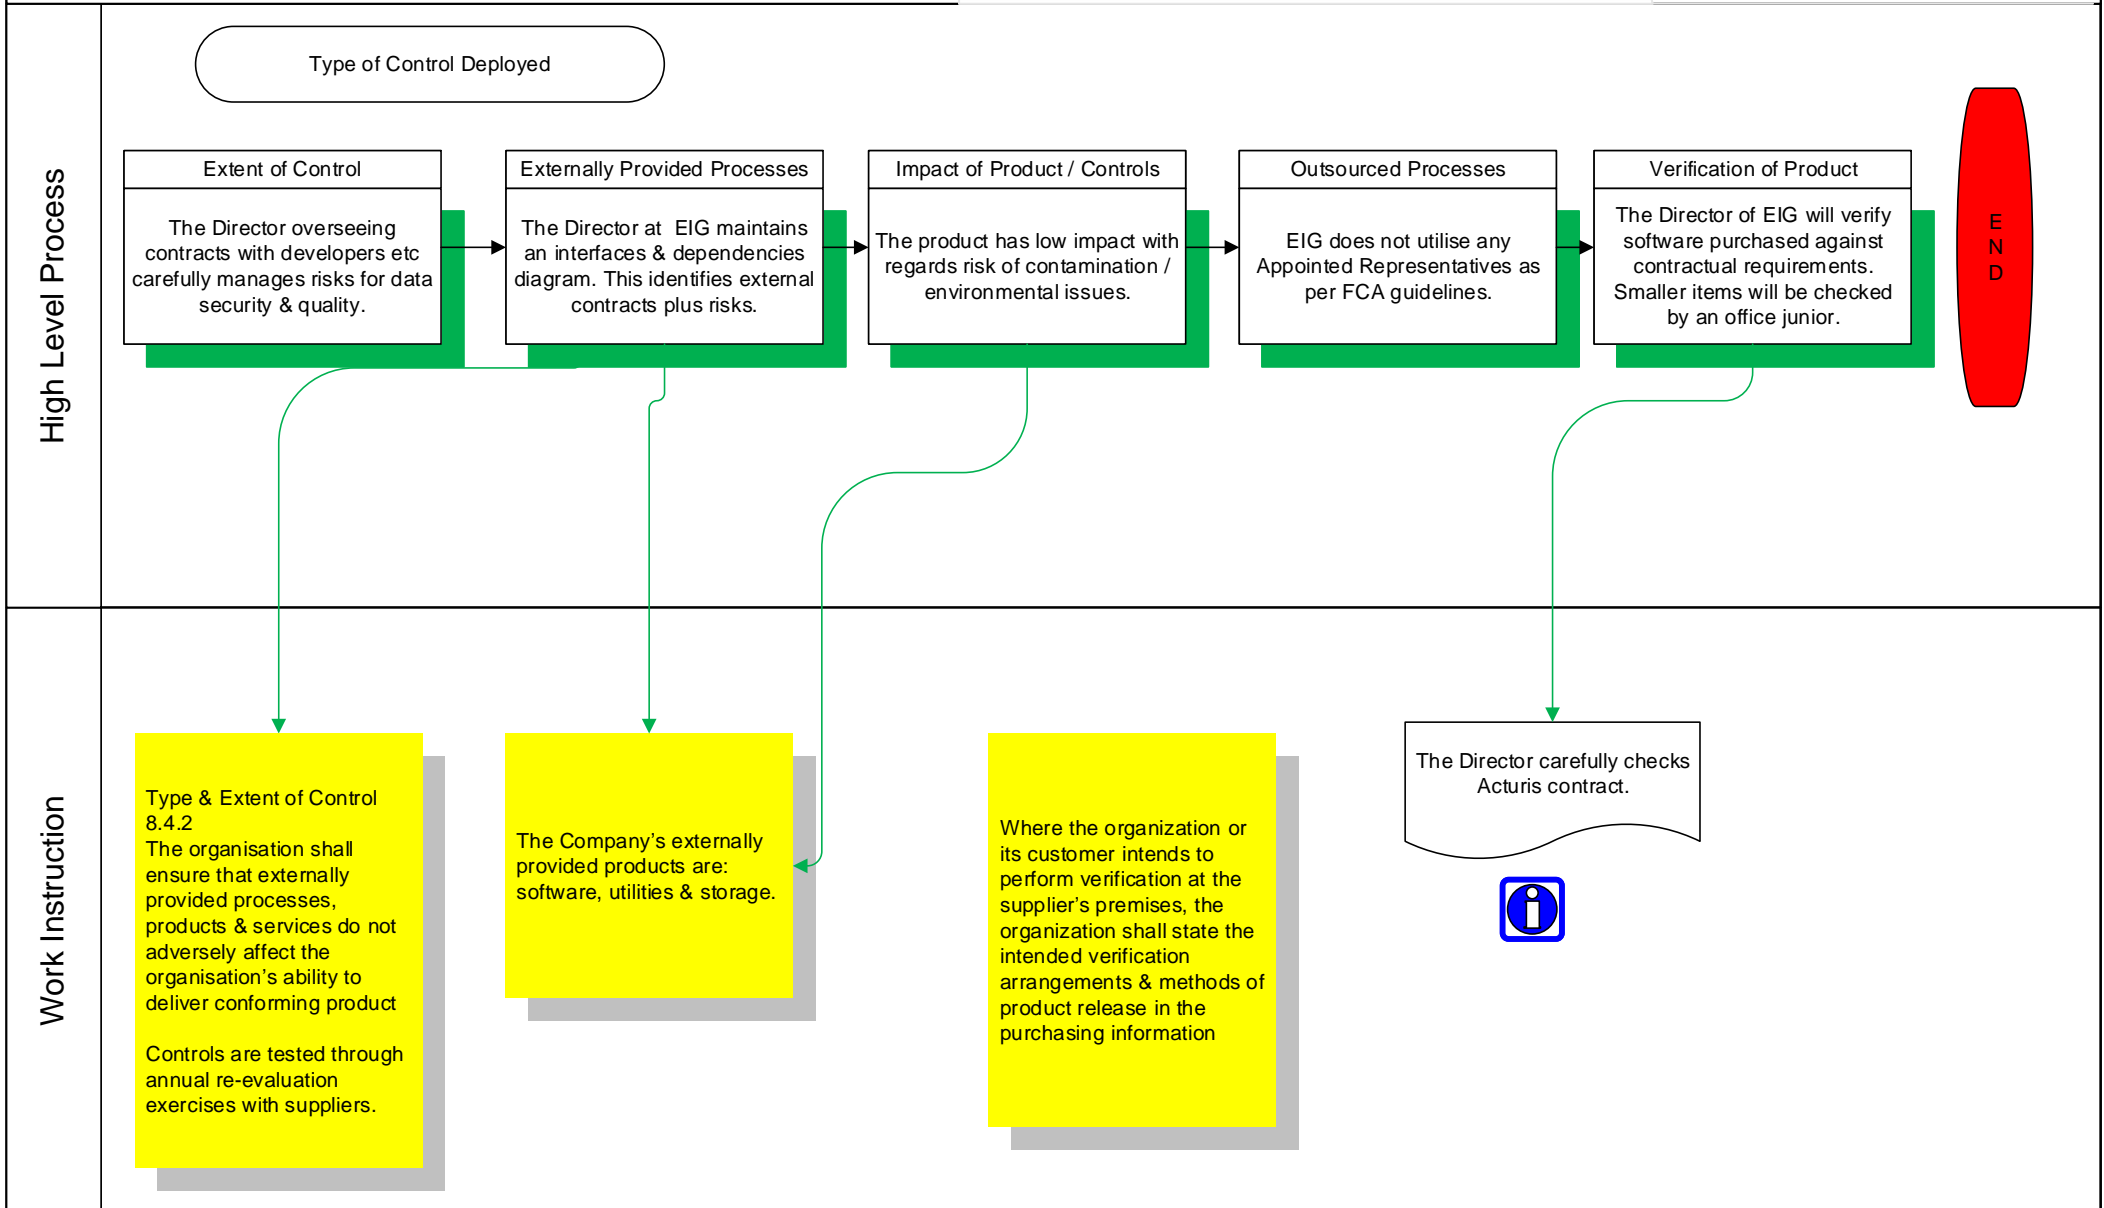 Type of Control Deployed
High Level Process
Extent of Control
The Director overseeing
contracts with developers etc
carefully manages risks for data
security & quality.
Externally Provided Processes
The Director at  EIG maintains
an interfaces & dependencies
diagram. This identifies external
contracts plus risks.
Impact of Product / Controls
The product has low impact with
regards risk of contamination /
environmental issues.
Outsourced Processes
EIG does not utilise any
Appointed Representatives as
per FCA guidelines.
Verification of Product
The Director of EIG will verify
software purchased against
contractual requirements.
Smaller items will be checked
by an office junior.
E
N
D
Work Instruction
Type & Extent of Control
8.4.2
The organisation shall
ensure that externally
provided processes,
products & services do not
adversely affect the
organisation’s ability to
deliver conforming product
Controls are tested through
annual re-evaluation
exercises with suppliers.
The Company’s externally
provided products are:
software, utilities & storage.
Where the organization or
its customer intends to
perform verification at the
supplier’s premises, the
organization shall state the
intended verification
arrangements & methods of
product release in the
purchasing information
The Director carefully checks
Acturis contract.